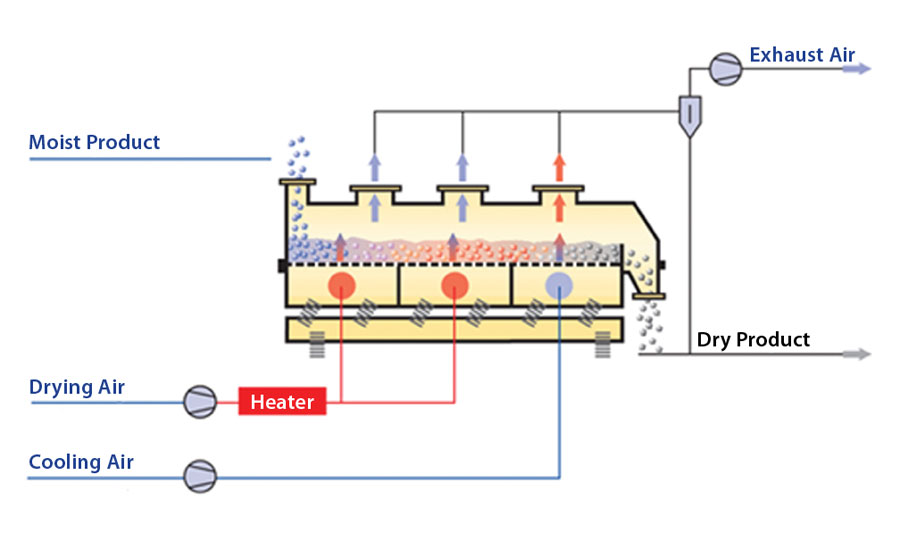 Exhaust Air
Moist Product
Dry Product
Drying Air
Heater
Cooling Air